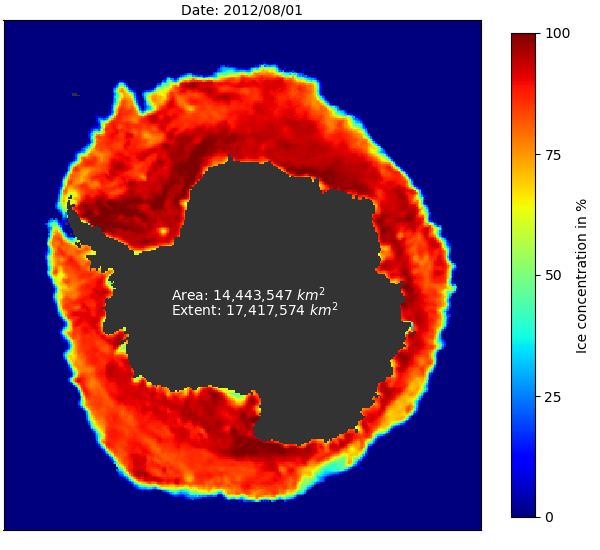 Date: 2012/08/01
Area: 14,443,547 km²
Extent: 17,417,574 km²
100
75
50
25
0
Ice concentration in %